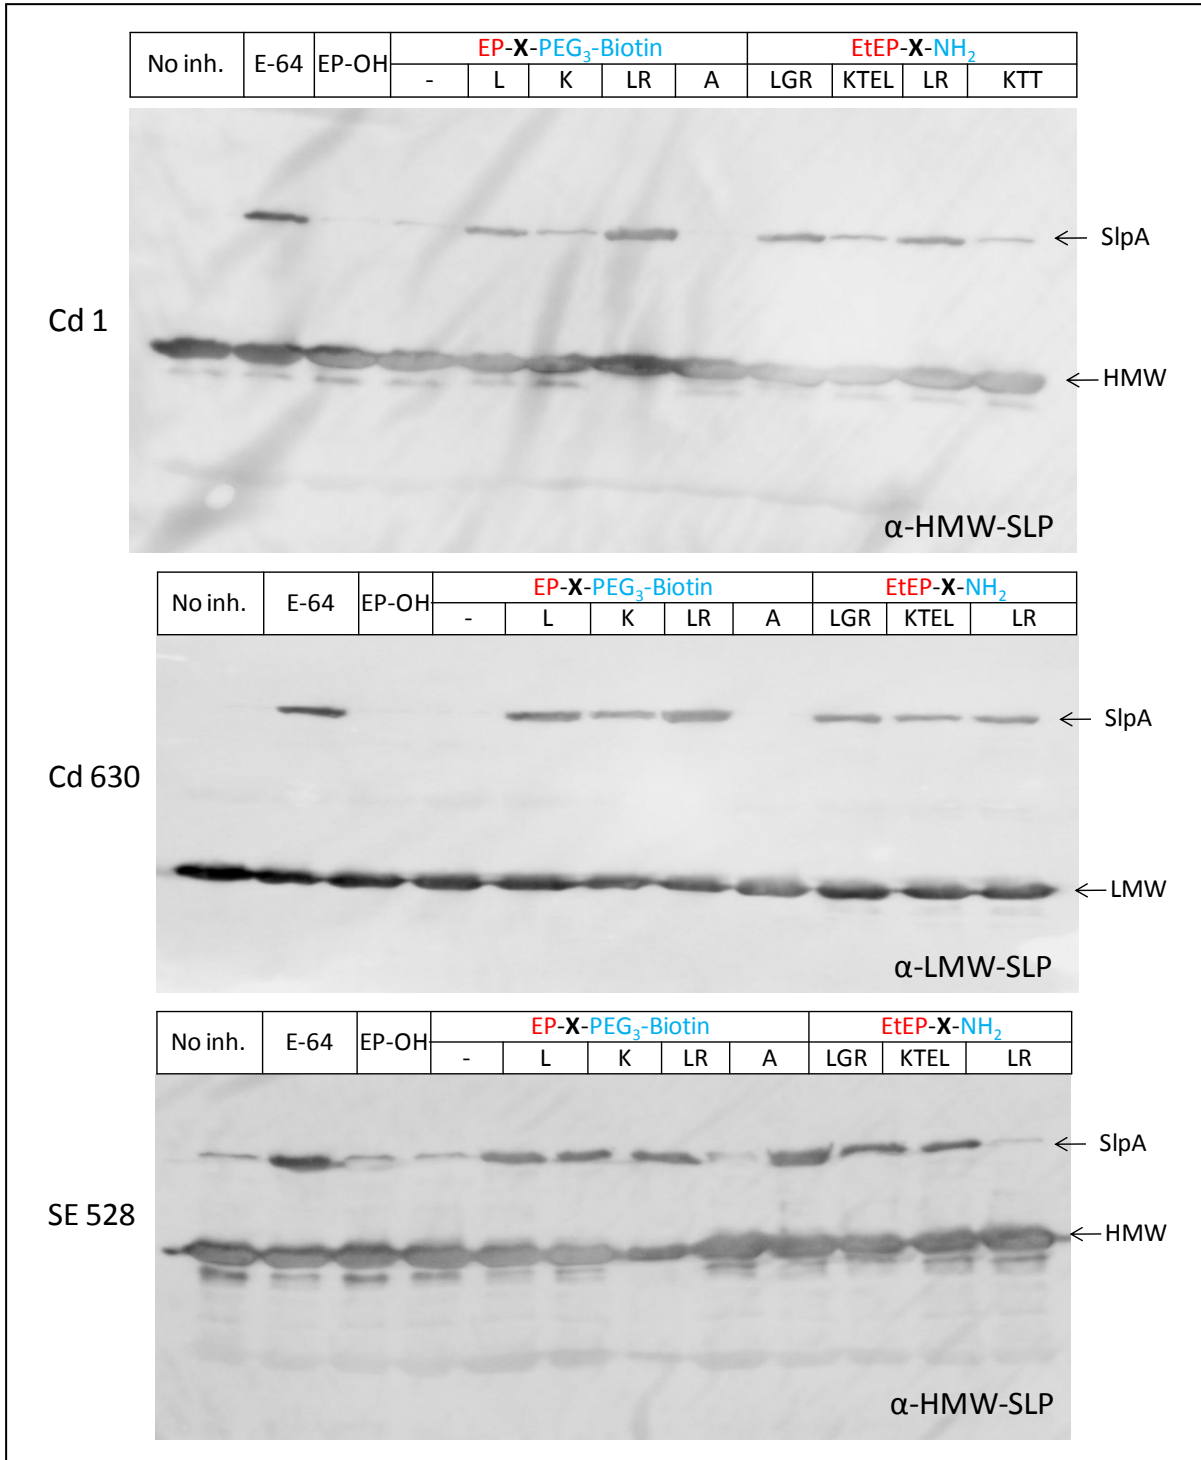 No inh. E-64 EP-OH EP-X-PEG₃-Biotin EtEP-X-NH₂
- L K LR A LGR KTEL LR KTT
SlpA
Cd 1
HMW
α-HMW-SLP
No inh. E-64 EP-OH EP-X-PEG₃-Biotin EtEP-X-NH₂
- L K LR A LGR KTEL LR
SlpA
Cd 630
LMW
α-LMW-SLP
No inh. E-64 EP-OH EP-X-PEG₃-Biotin EtEP-X-NH₂
- L K LR A LGR KTEL LR
SlpA
SE 528
HMW
α-HMW-SLP